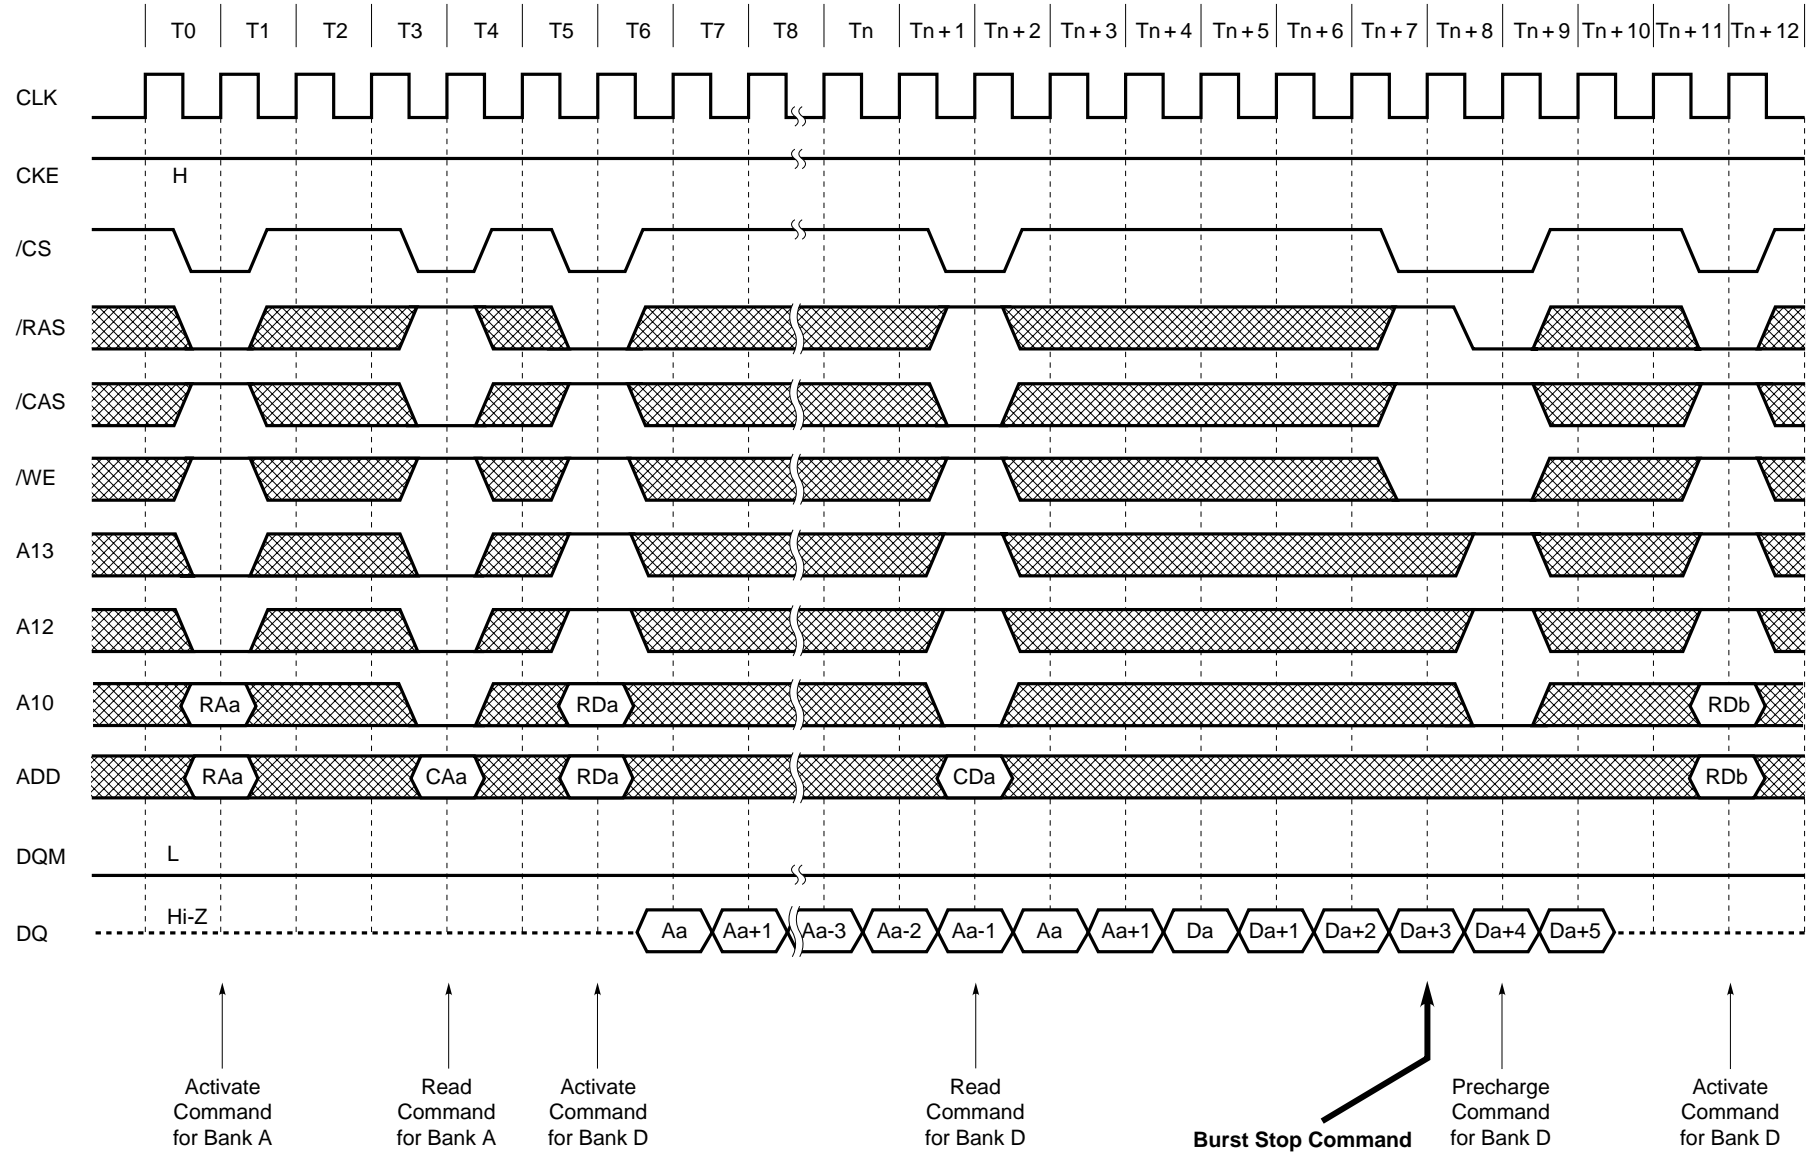 T0 T1 T2 T3 T4 T5 T6 T7 T8 Tn Tn + 1 Tn + 2 Tn + 3 Tn + 4 Tn + 5 Tn + 6 Tn + 7 Tn + 8 Tn + 9 Tn + 10 Tn + 11 Tn + 12
CLK
CKE H
/CS
/RAS
/CAS
/WE
A13
A12
A10 RAa RDa RDb
ADD RAa CAa RDa CDa RDb
DQM L
Hi-Z
DQ Aa Aa+1 Aa-3 Aa-2 Aa-1 Aa Aa+1 Da Da+1 Da+2 Da+3 Da+4 Da+5
Activate
Command
for Bank A
Read
Command
for Bank A
Activate
Command
for Bank D
Read
Command
for Bank D
Burst Stop Command
Precharge
Command
for Bank D
Activate
Command
for Bank D